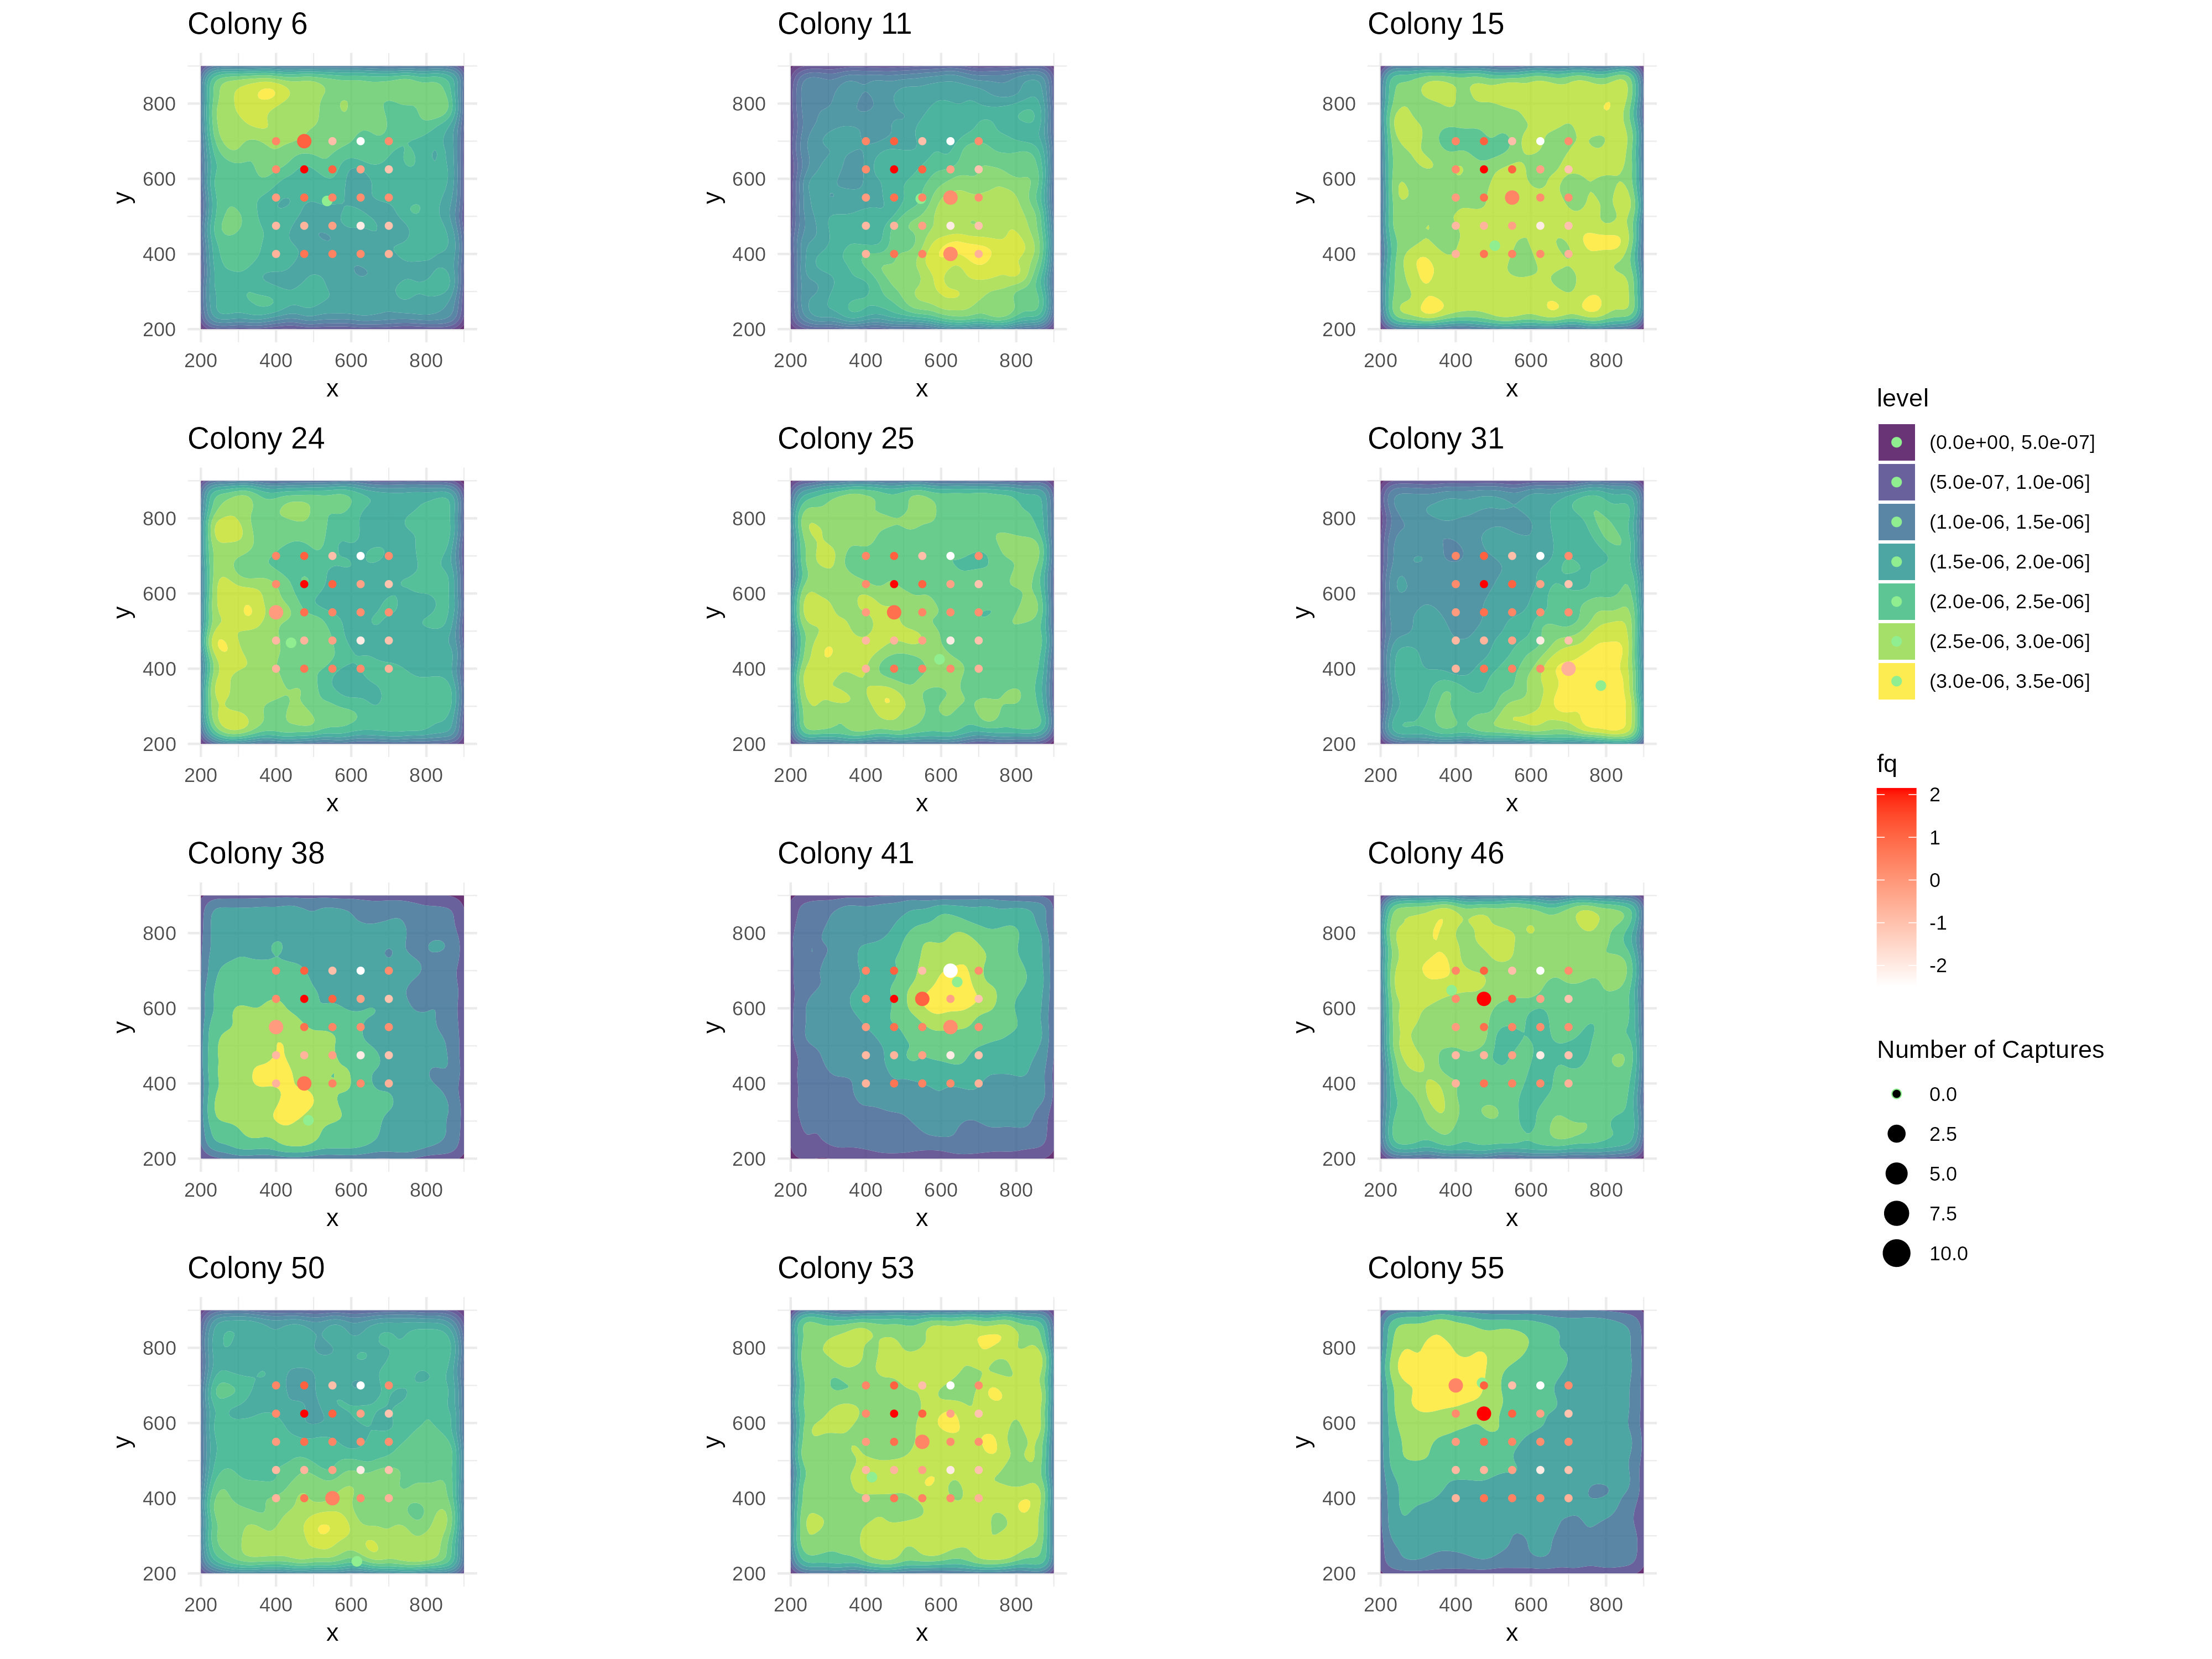 Colony 6
Colony 11
Colony 15
800
600
400
200
y
200 400 600 800
x
800
600
400
200
y
200 400 600 800
x
800
600
400
200
y
200 400 600 800
x
Colony 24
Colony 25
Colony 31
800
600
400
200
y
200 400 600 800
x
800
600
400
200
y
200 400 600 800
x
800
600
400
200
y
200 400 600 800
x
Colony 38
Colony 41
Colony 46
800
600
400
200
y
200 400 600 800
x
800
600
400
200
y
200 400 600 800
x
800
600
400
200
y
200 400 600 800
x
Colony 50
Colony 53
Colony 55
800
600
400
200
y
200 400 600 800
x
800
600
400
200
y
200 400 600 800
x
800
600
400
200
y
200 400 600 800
x
level
(0.0e+00, 5.0e-07]
(5.0e-07, 1.0e-06]
(1.0e-06, 1.5e-06]
(1.5e-06, 2.0e-06]
(2.0e-06, 2.5e-06]
(2.5e-06, 3.0e-06]
(3.0e-06, 3.5e-06]
fq
2
1
0
-1
-2
Number of Captures
0.0
2.5
5.0
7.5
10.0